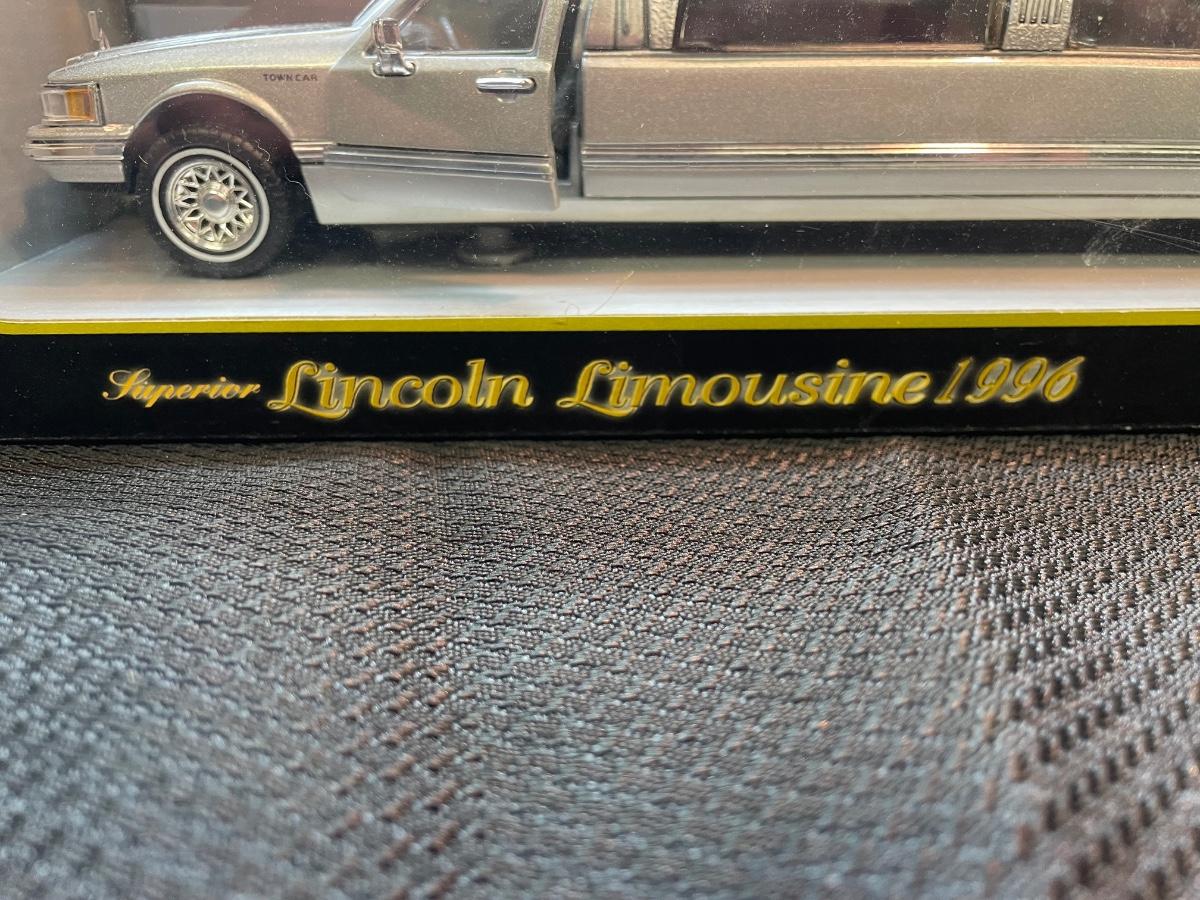 TOWN CAR
Superior Lincoln Limousine 1996